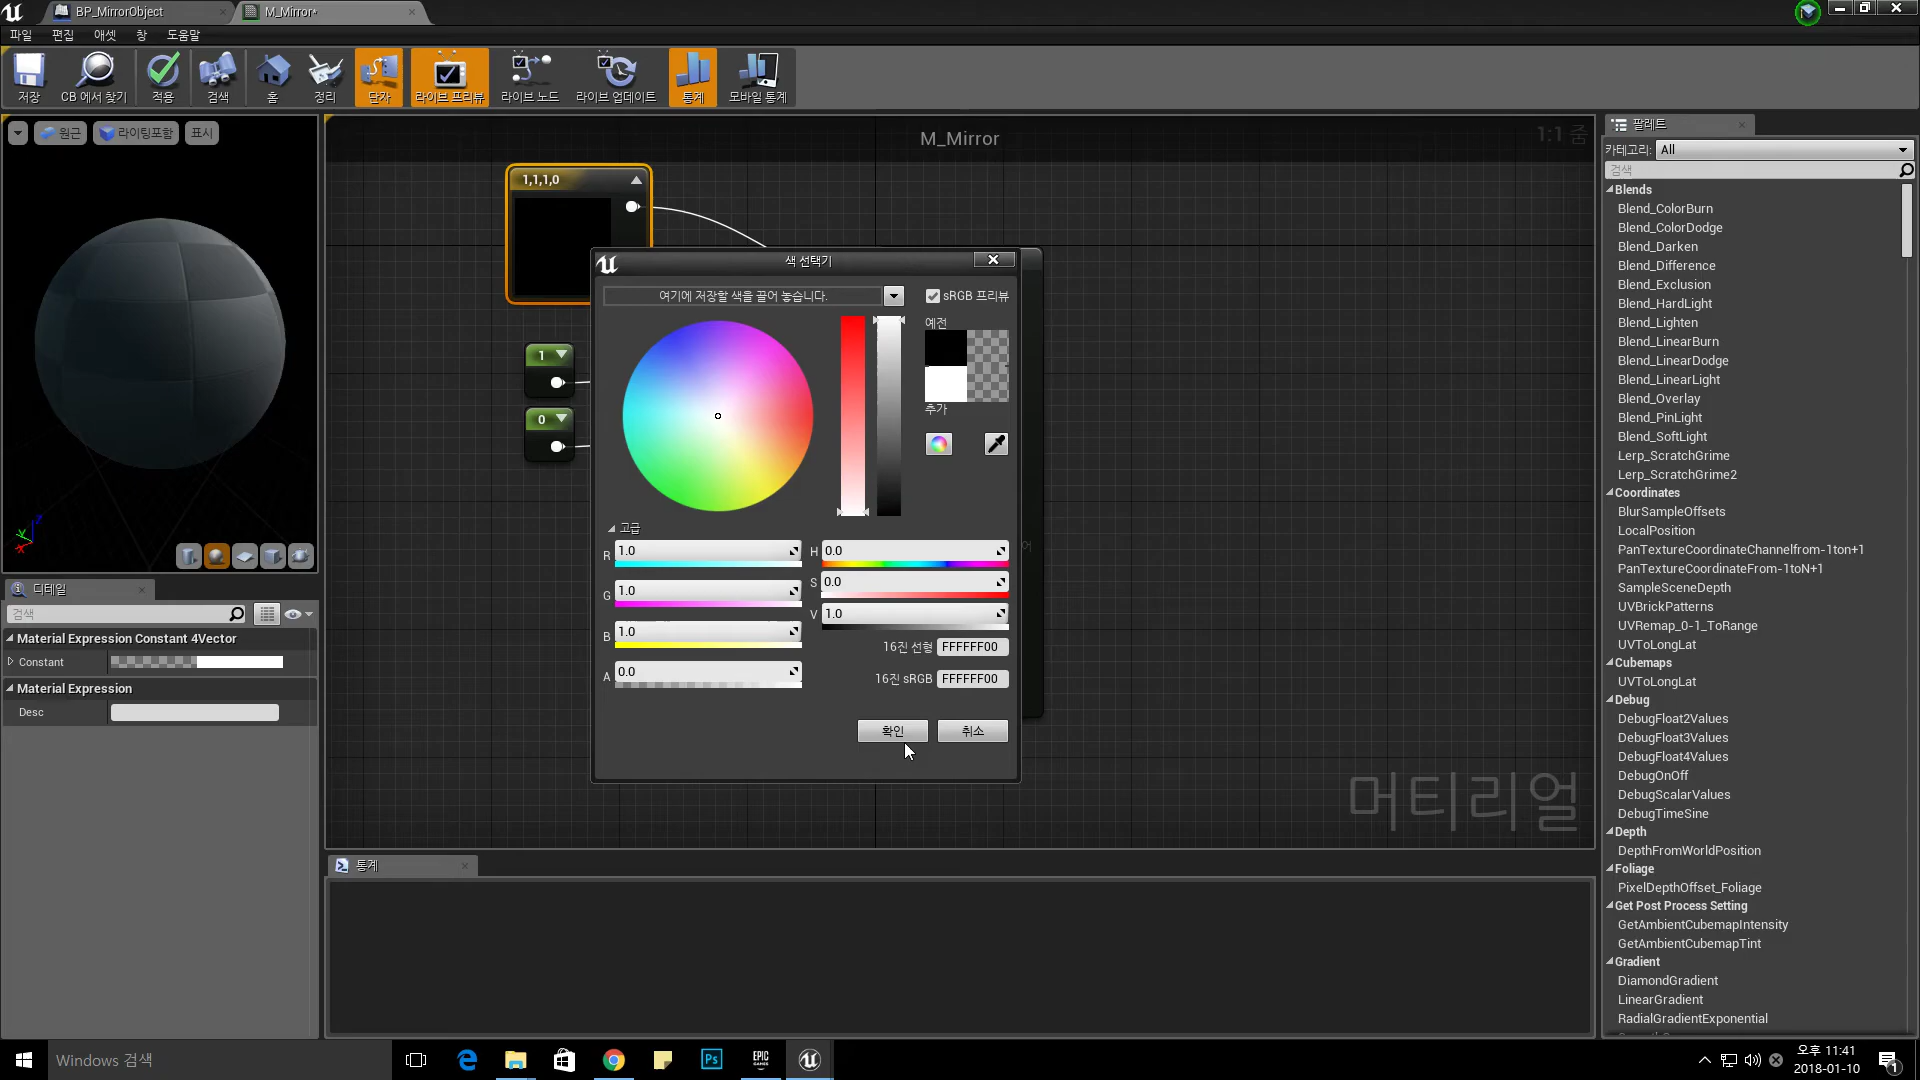 BP_MirrorObject
M_Mirror*
파일 편집 애셋 창 도움말
저장
CB 에서 찾기
적용
검색
홈
정리
단자
라이브 프리뷰
라이브 노드
라이브 업데이트
통계
모바일 통계
원근
라이팅포함
표시
M_Mirror
1:1 줌
1,1,1,0
1
0
머티리얼
색 선택기
여기에 저장할 색을 끌어 놓습니다.
sRGB 프리뷰
예전
추가
고급
R 1.0
G 1.0
B 1.0
A 0.0
H 0.0
S 0.0
V 1.0
16진 선형 FFFFFF00
16진 sRGB FFFFFF00
확인
취소
디테일
검색
Material Expression Constant 4Vector
Constant
Material Expression
Desc
통계
팔레트
카테고리: All
검색
Blends
Blend_ColorBurn
Blend_ColorDodge
Blend_Darken
Blend_Difference
Blend_Exclusion
Blend_HardLight
Blend_Lighten
Blend_LinearBurn
Blend_LinearDodge
Blend_LinearLight
Blend_Overlay
Blend_PinLight
Blend_SoftLight
Lerp_ScratchGrime
Lerp_ScratchGrime2
Coordinates
BlurSampleOffsets
LocalPosition
PanTextureCoordinateChannelfrom-1ton+1
PanTextureCoordinateFrom-1toN+1
SampleSceneDepth
UVBrickPatterns
UVRemap_0-1_ToRange
UVToLongLat
Cubemaps
UVToLongLat
Debug
DebugFloat2Values
DebugFloat3Values
DebugFloat4Values
DebugOnOff
DebugScalarValues
DebugTimeSine
Depth
DepthFromWorldPosition
Foliage
PixelDepthOffset_Foliage
Get Post Process Setting
GetAmbientCubemapIntensity
GetAmbientCubemapTint
Gradient
DiamondGradient
LinearGradient
RadialGradientExponential
Windows 검색
Ps
EPIC
GAMES
오후 11:41
2018-01-10
1